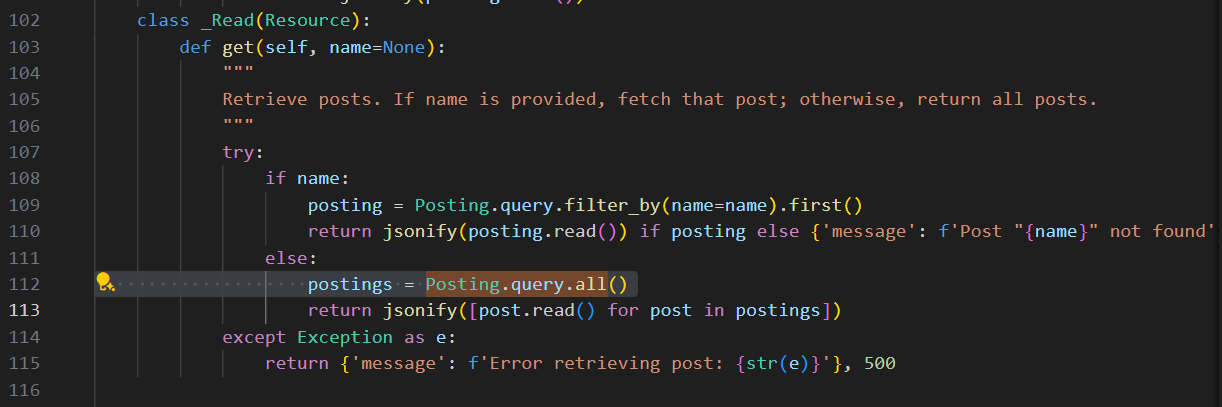 102 class _Read(Resource):
103 def get(self, name=None):
104 """
105 Retrieve posts. If name is provided, fetch that post; otherwise, return all posts.
106 """
107 try:
108 if name:
109 posting = Posting.query.filter_by(name=name).first()
110 return jsonify(posting.read()) if posting else {'message': f'Post "{name}" not found'
111 else:
112 postings = Posting.query.all()
113 return jsonify([post.read() for post in postings])
114 except Exception as e:
115 return {'message': f'Error retrieving post: {str(e)}'}, 500
116